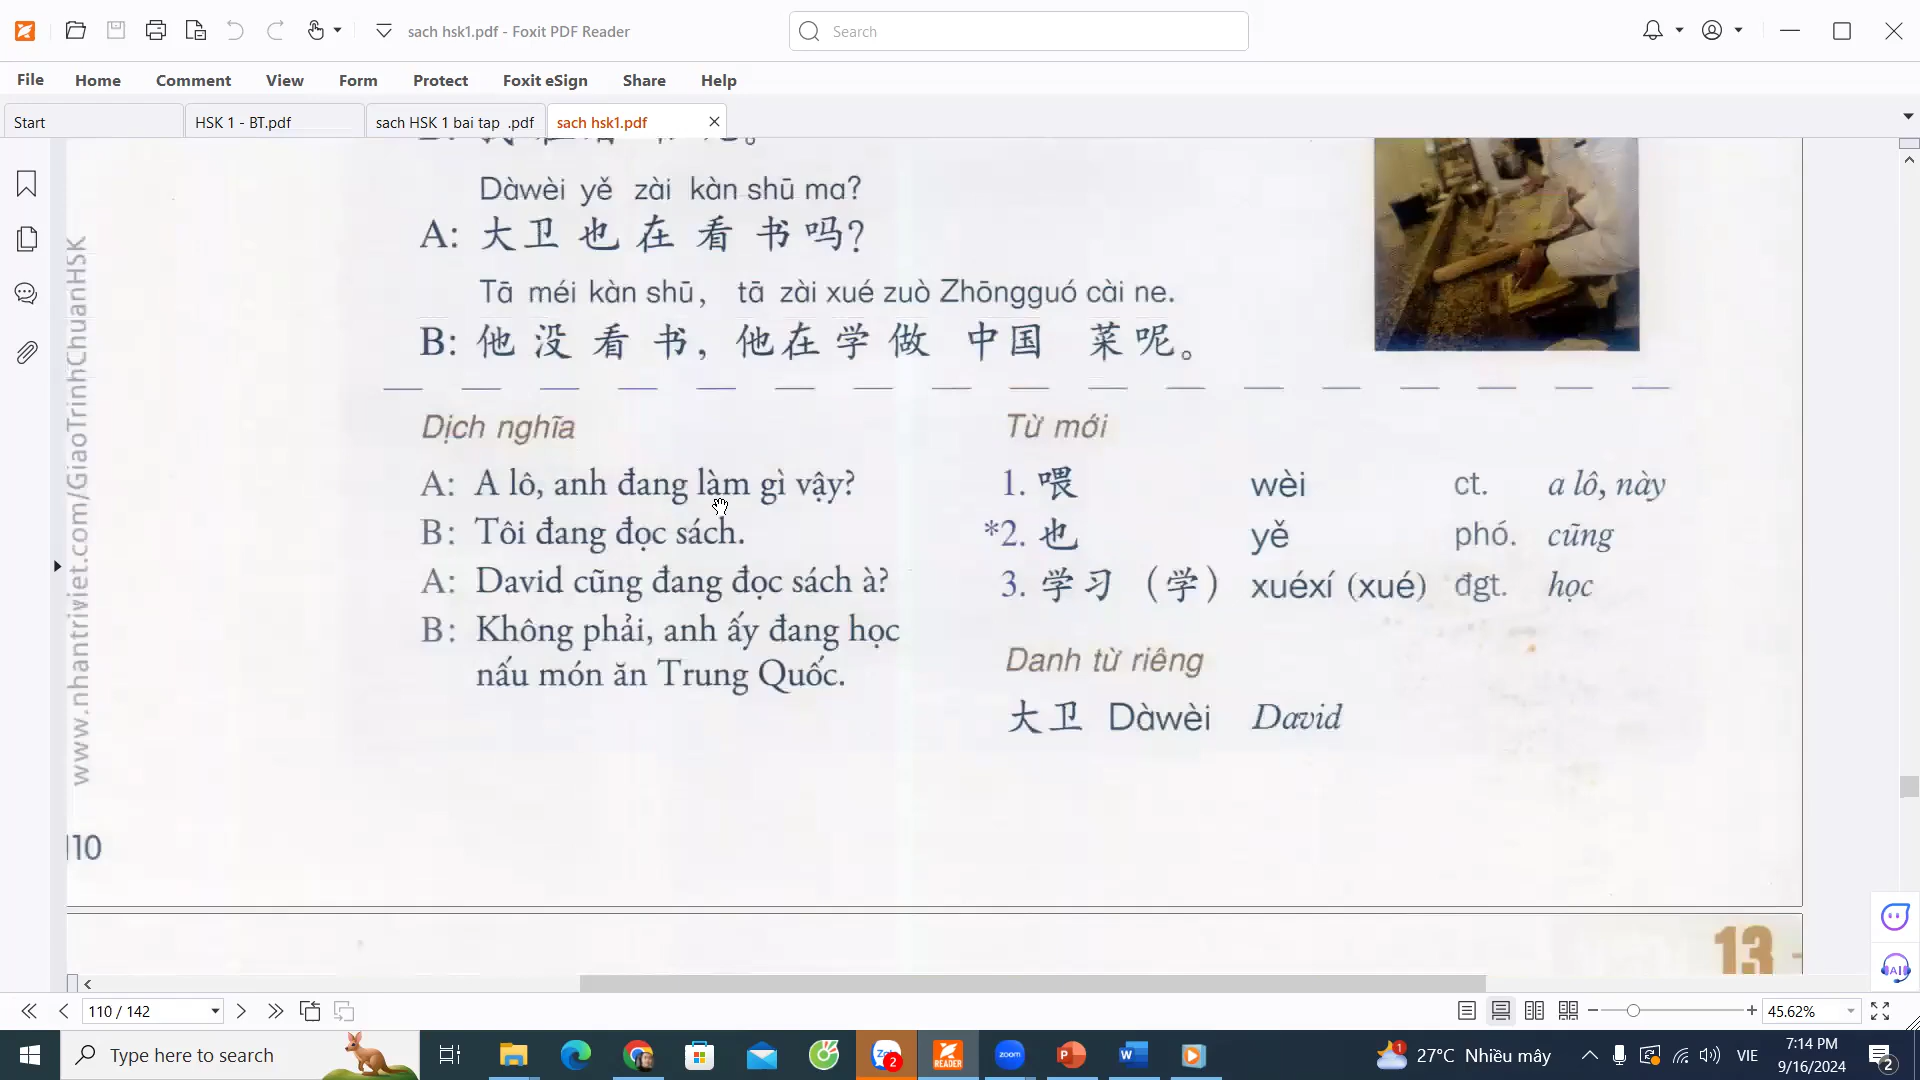 sach hsk1.pdf - Foxit PDF Reader
Search
File Home Comment View Form Protect Foxit eSign Share Help
Start
HSK 1 - BT.pdf
sach HSK 1 bai tap .pdf
sach hsk1.pdf
Dàwèi yě zài kàn shū ma?
A: 大卫也在看书吗?
Tā méi kàn shū, tā zài xué zuò Zhōngguó cài ne.
B: 他没看书, 他在学做中国菜呢。
Dịch nghĩa
A: A lô, anh đang làm gì vậy?
B: Tôi đang đọc sách.
A: David cũng đang đọc sách à?
B: Không phải, anh ấy đang học
nấu món ăn Trung Quốc.
Từ mới
1. 喂 wèi ct. a lô, này
*2. 也 yě phó. cũng
3. 学习 (学) xuéxí (xué) đgt. học
Danh từ riêng
大卫 Dàwèi David
www.nhantriviet.com/GiaoTrinhChuanHSK
110
13
110 / 142
45.62%
Type here to search
27°C Nhiều mây
VIE
7:14 PM
9/16/2024